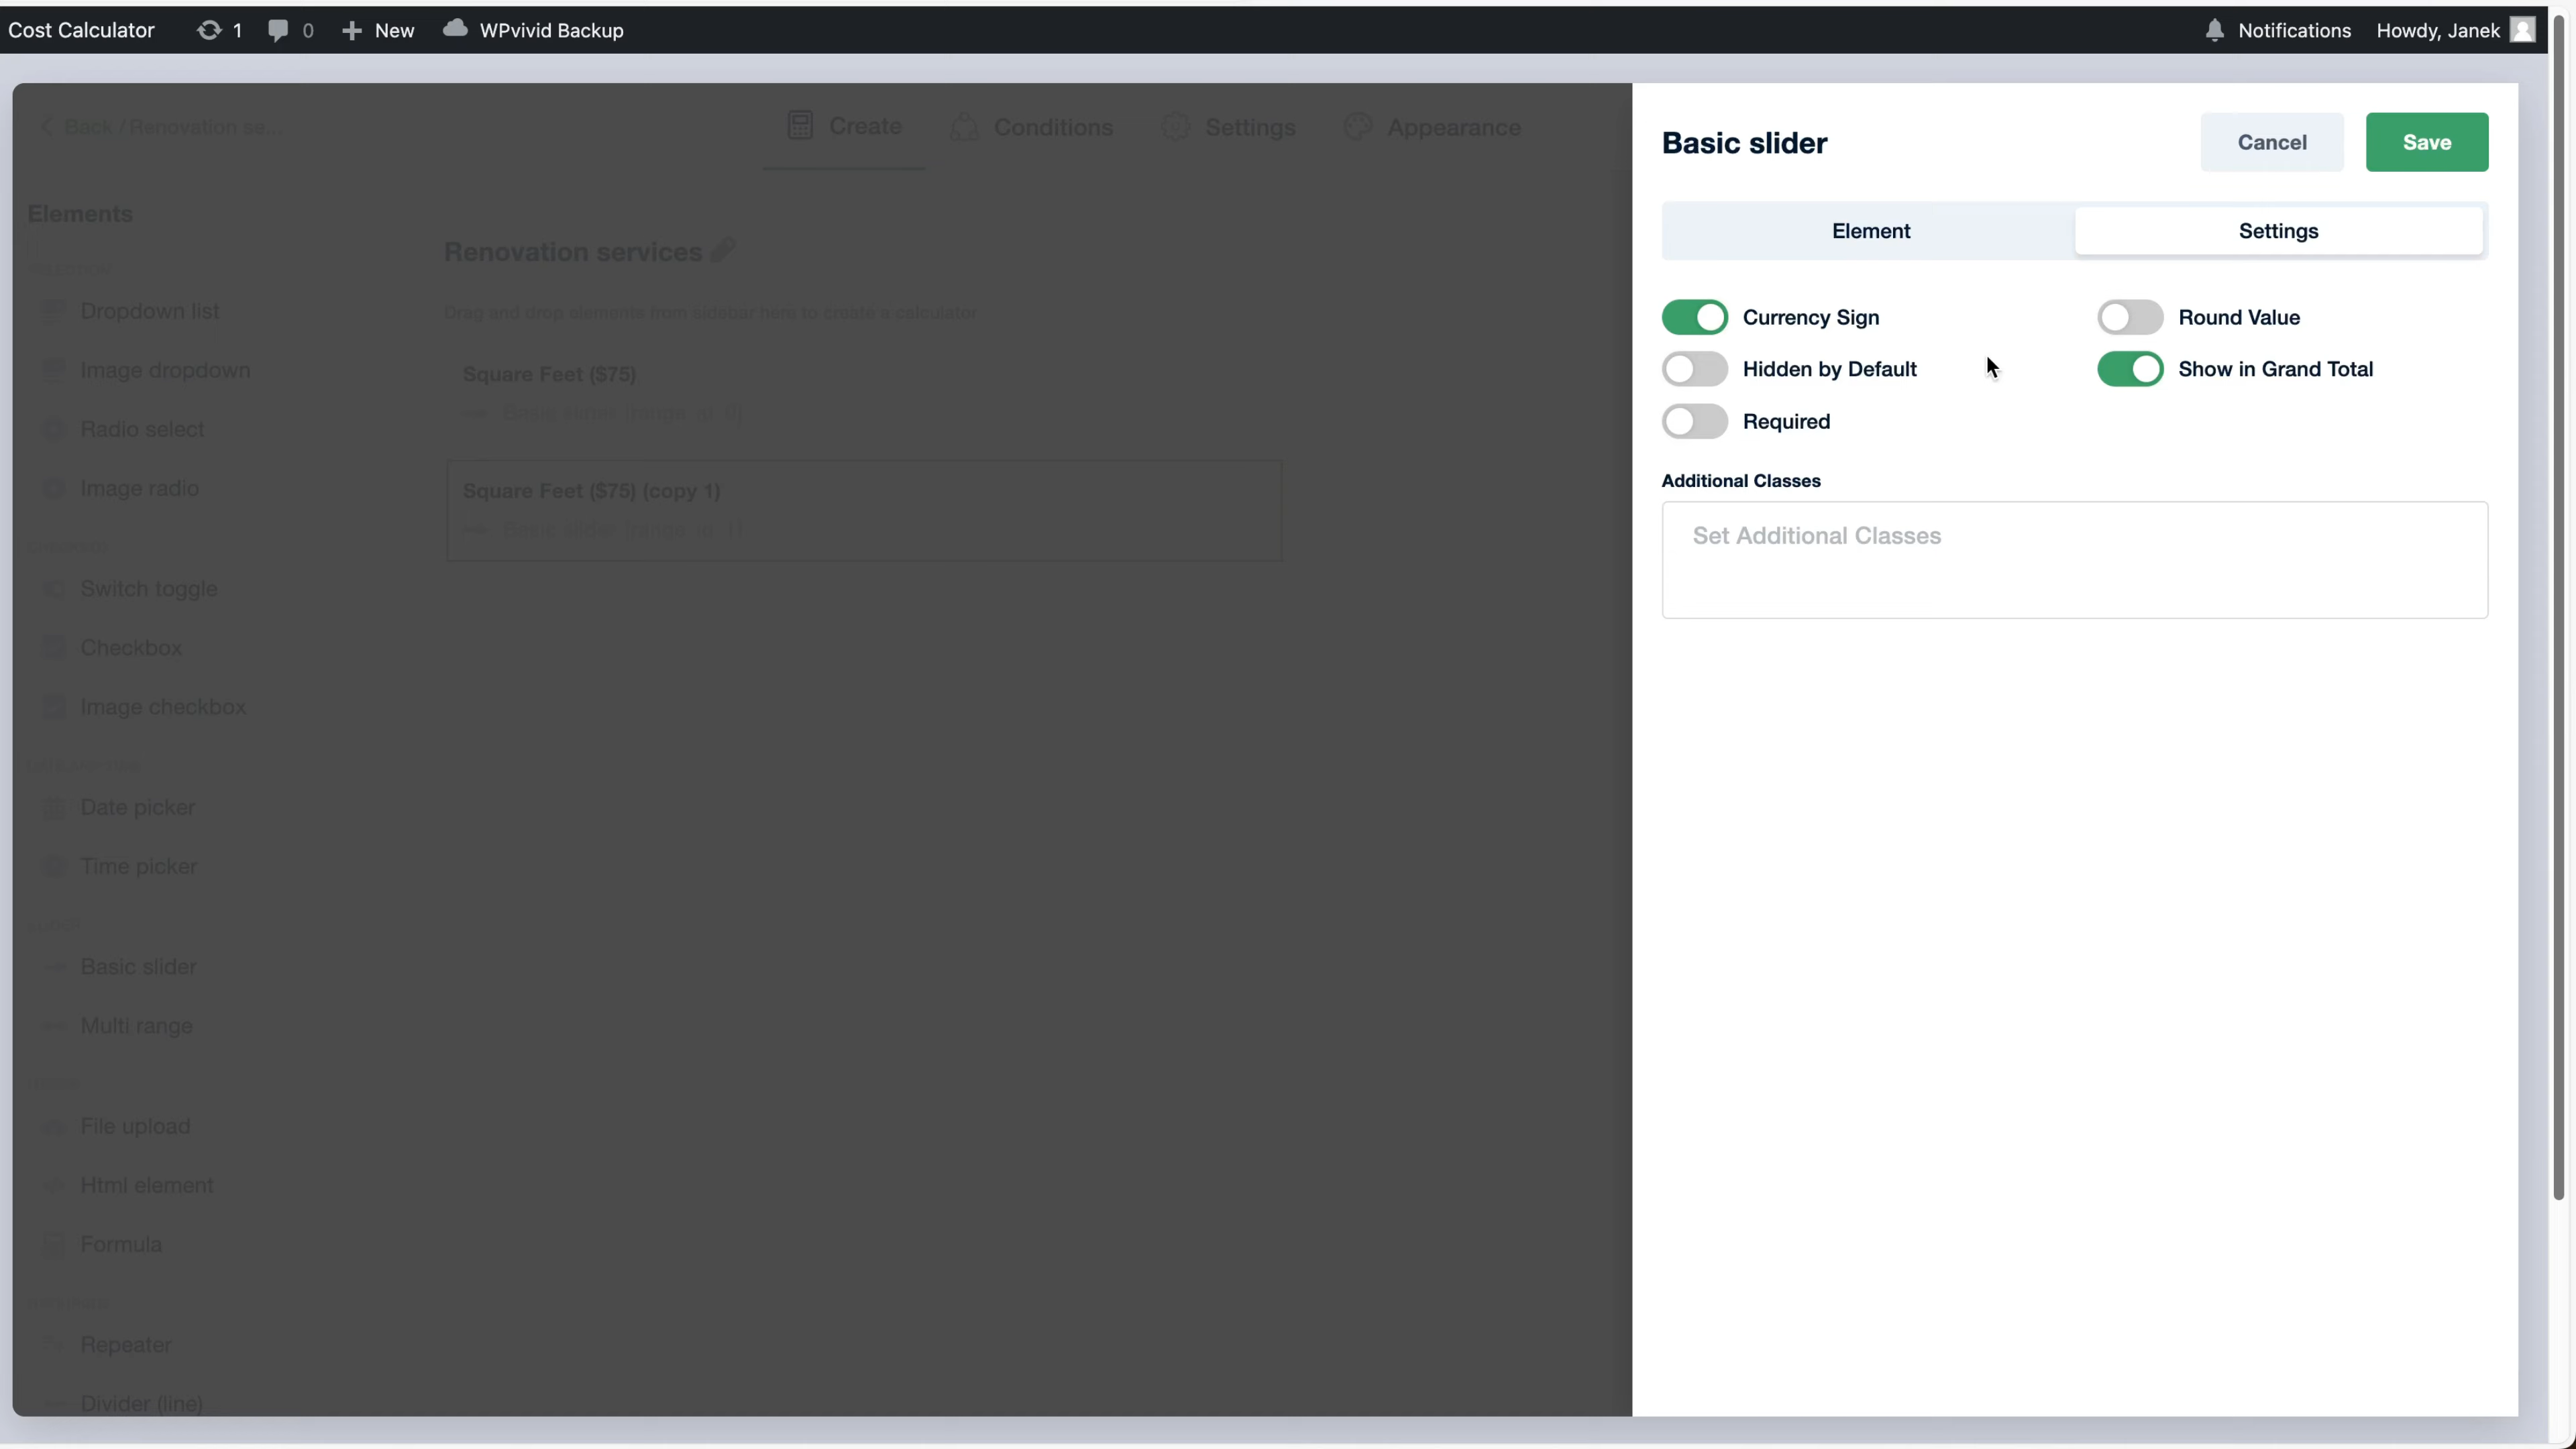 Cost Calculator 1 0 New WPvivid Backup Notifications Howdy, Janek
Back / Renovation se...
Create Conditions Settings Appearance
Basic slider Cancel Save
Elements
Element Settings
Renovation services
Drag and drop elements from sidebar here to create a calculator
Currency Sign Round Value
Hidden by Default Show in Grand Total
Required
Additional Classes
Set Additional Classes
Dropdown list
Image dropdown
Radio select
Image radio
Square Feet ($75)
Square Feet ($75) (copy 1)
Switch toggle
Checkbox
Image checkbox
Date picker
Time picker
Basic slider
Multi range
File upload
Html element
Formula
Repeater
Divider (line)